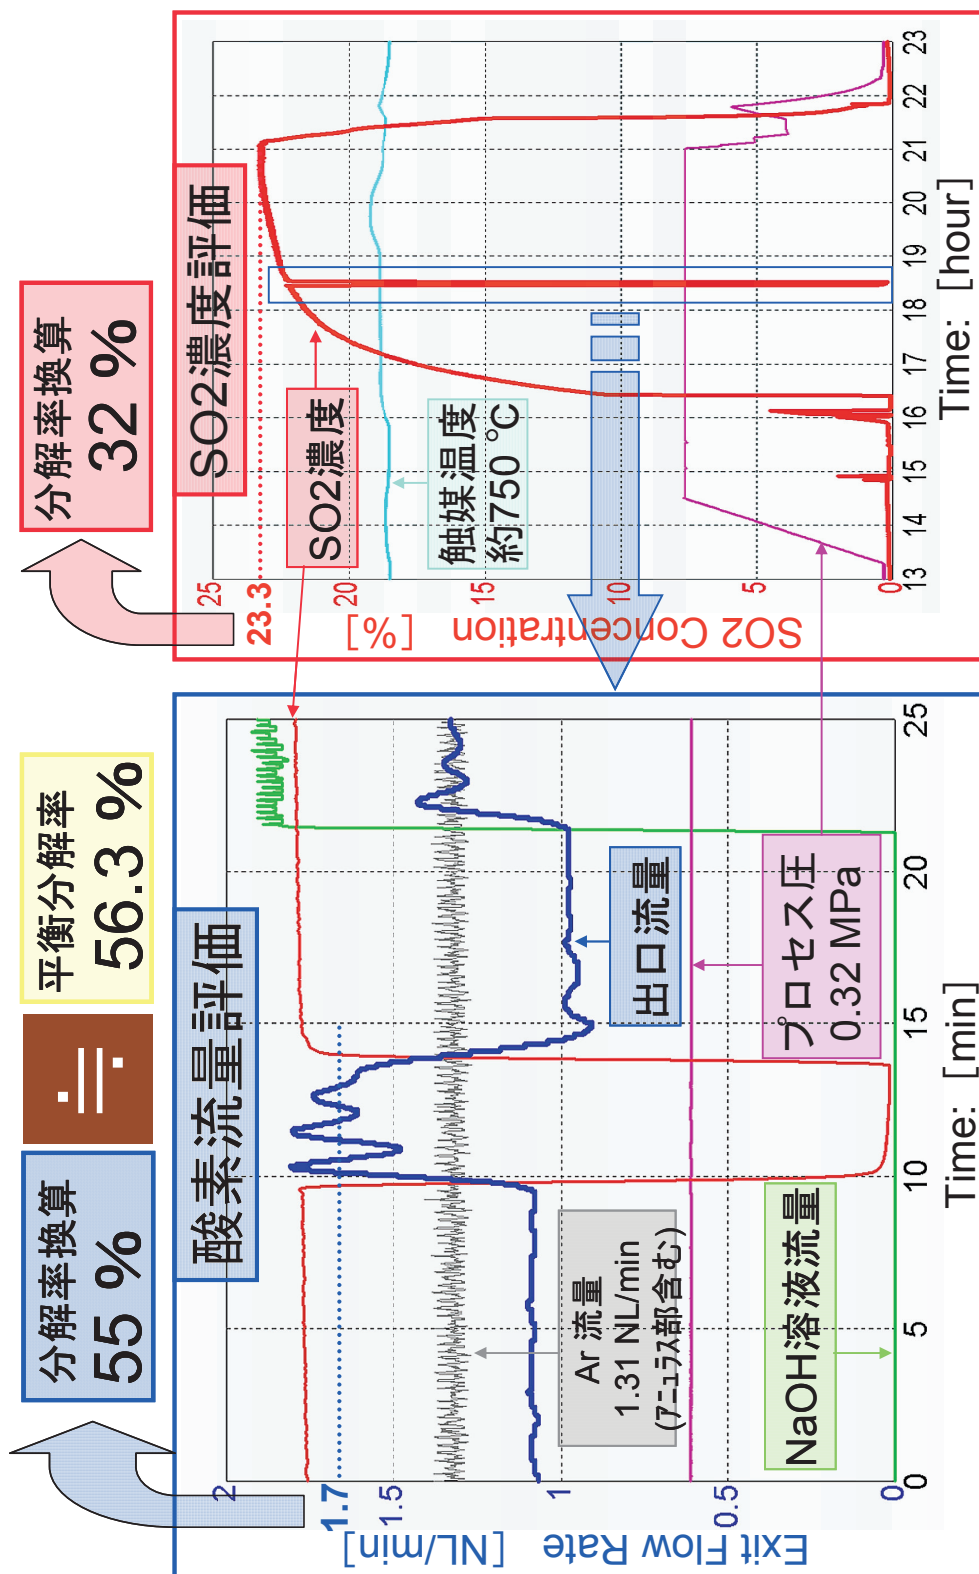 分解率換算
55 %
≒
平衡分解率
56.3 %
分解率換算
32 %
酸素流量評価
Exit Flow Rate [NL/min]
2
1.7
1.5
1
0.5
0
0
5
10
15
20
25
Time: [min]
Ar 流量
1.31 NL/min
(アニュラス部含む)
NaOH溶液流量
出口流量
プロセス圧
0.32 MPa
SO2濃度評価
SO2 Concentration [%]
25
23.3
20
15
10
5
0
13
14
15
16
17
18
19
20
21
22
23
Time: [hour]
SO2濃度
触媒温度
約750 °C